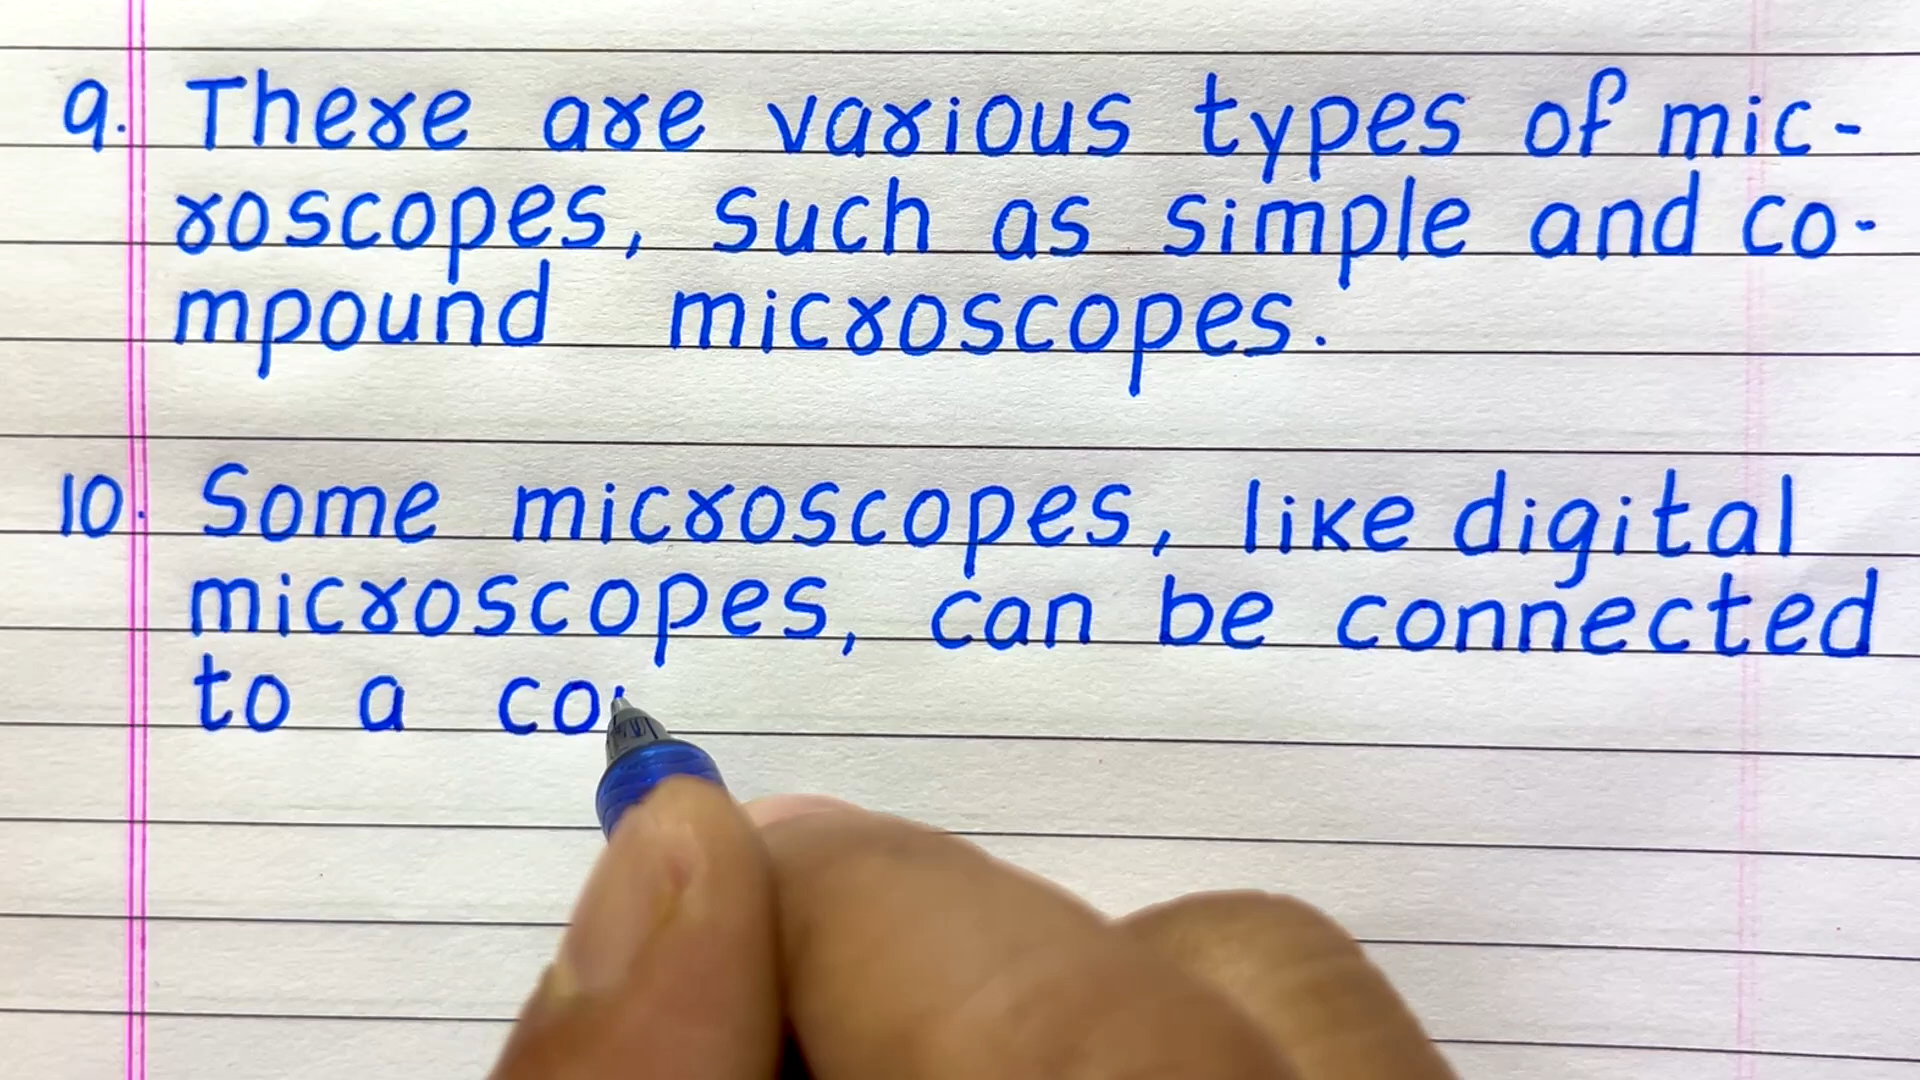 9. There are various types of mic-
roscopes, such as simple and co-
mpound microscopes.
10. Some microscopes, like digital
microscopes, can be connected
to a co